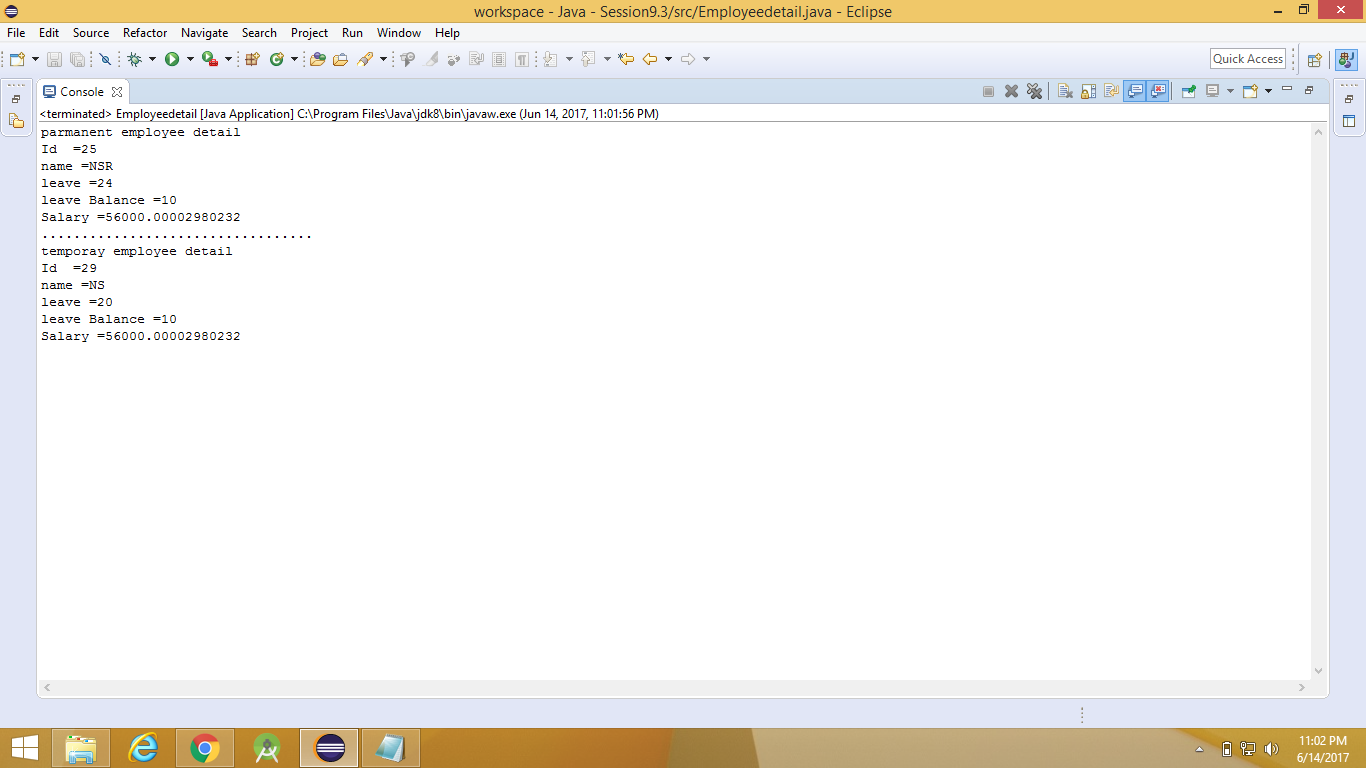 workspace - Java - Session9.3/src/Employeedetail.java - Eclipse
File Edit Source Refactor Navigate Search Project Run Window Help
Quick Access
Console
<terminated> Employeedetail [Java Application] C:\Program Files\Java\jdk8\bin\javaw.exe (Jun 14, 2017, 11:01:56 PM)
parmanent employee detail
Id  =25
name =NSR
leave =24
leave Balance =10
Salary =56000.00002980232
..................................
temporay employee detail
Id  =29
name =NS
leave =20
leave Balance =10
Salary =56000.00002980232
11:02 PM
6/14/2017